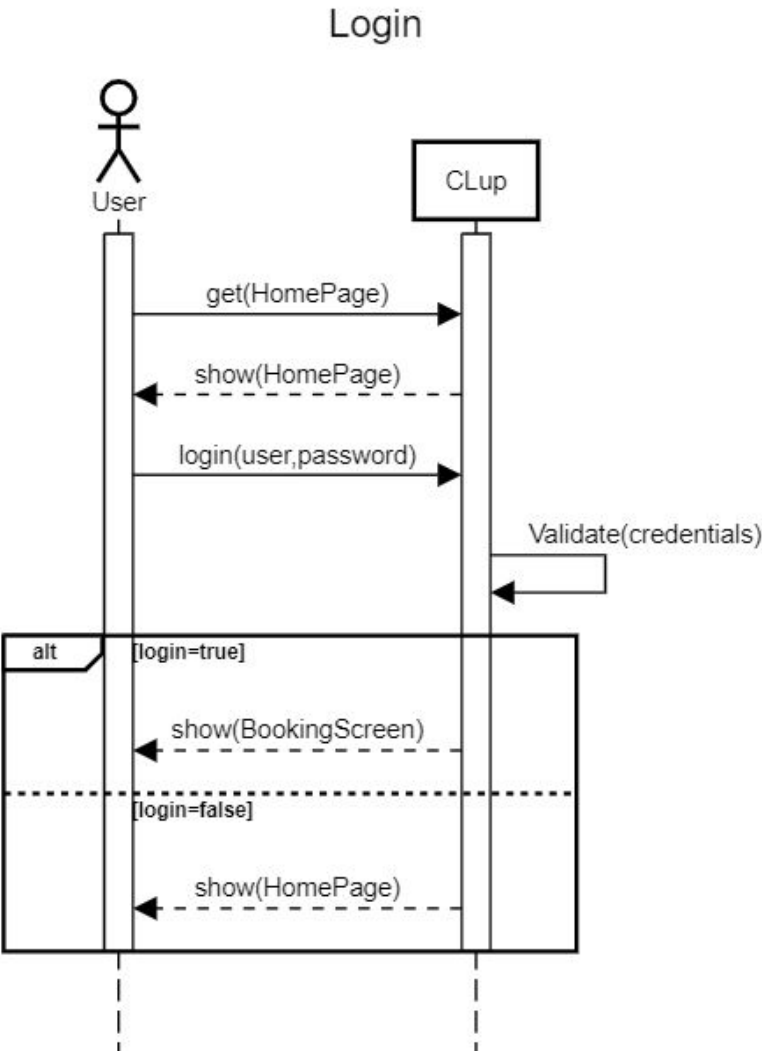 Login
User
CLup
get(HomePage)
show(HomePage)
login(user,password)
Validate(credentials)
alt
[login=true]
show(BookingScreen)
[login=false]
show(HomePage)